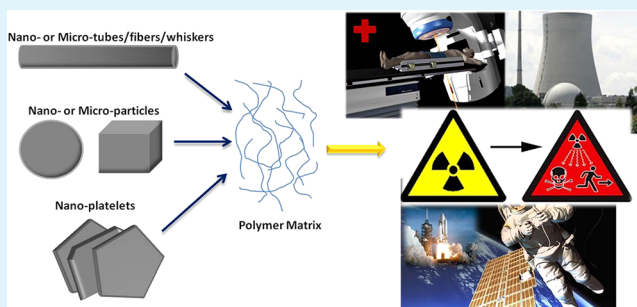 Nano- or Micro-tubes/fibers/whiskers
Nano- or Micro-particles
Nano-platelets
Polymer Matrix